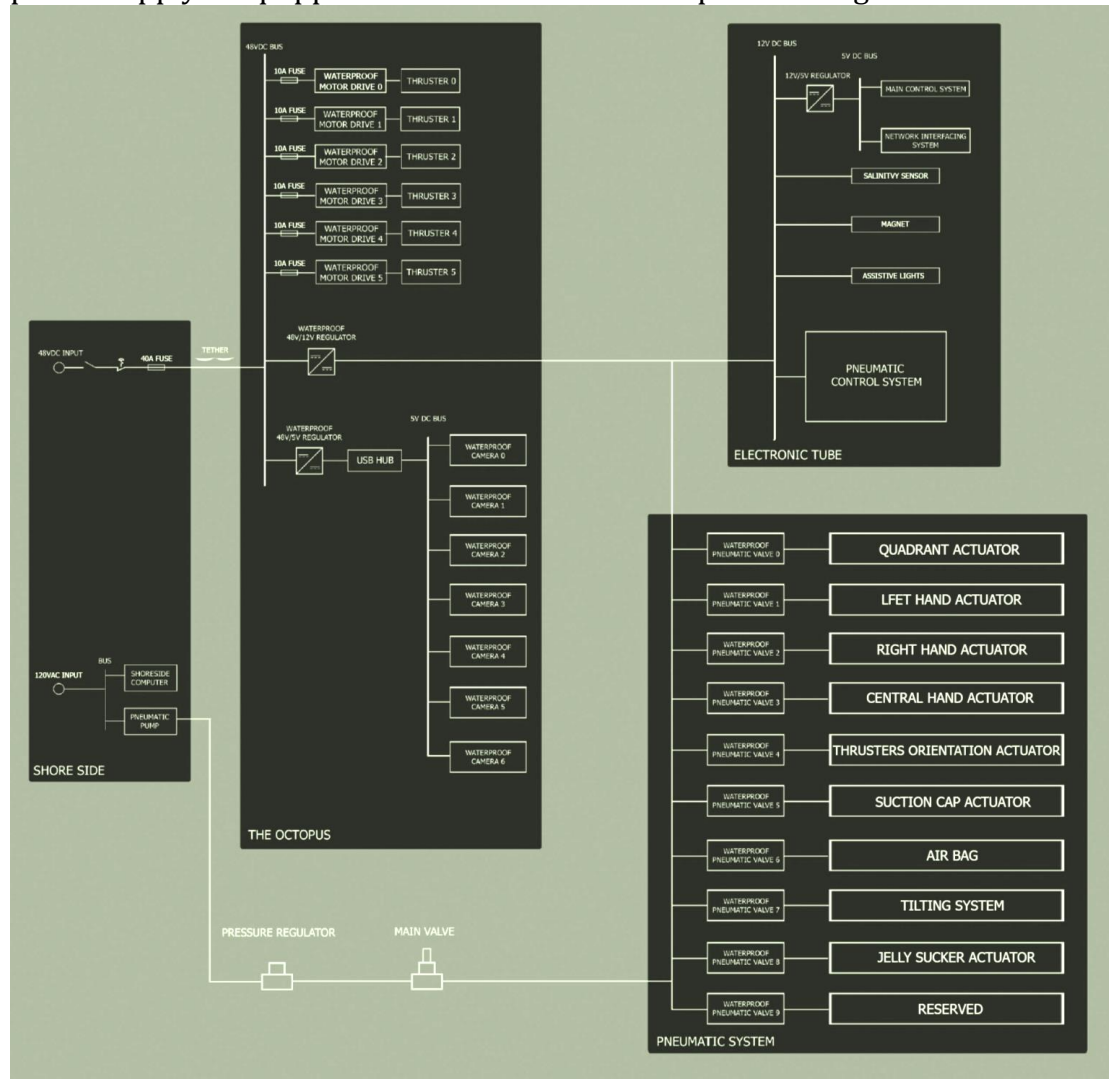 48VDC BUS
10A FUSE
WATERPROOF
MOTOR DRIVE 0
THRUSTER 0
10A FUSE
WATERPROOF
MOTOR DRIVE 1
THRUSTER 1
10A FUSE
WATERPROOF
MOTOR DRIVE 2
THRUSTER 2
10A FUSE
WATERPROOF
MOTOR DRIVE 3
THRUSTER 3
10A FUSE
WATERPROOF
MOTOR DRIVE 4
THRUSTER 4
10A FUSE
WATERPROOF
MOTOR DRIVE 5
THRUSTER 5
WATERPROOF
48V/12V REGULATOR
WATERPROOF
48V/5V REGULATOR
USB HUB
5V DC BUS
WATERPROOF
CAMERA 0
WATERPROOF
CAMERA 1
WATERPROOF
CAMERA 2
WATERPROOF
CAMERA 3
WATERPROOF
CAMERA 4
WATERPROOF
CAMERA 5
WATERPROOF
CAMERA 6
THE OCTOPUS
48VDC INPUT
40A FUSE
TETHER
120VAC INPUT
BUS
SHORESIDE
COMPUTER
PNEUMATIC
PUMP
SHORE SIDE
12V DC BUS
12V/5V REGULATOR
5V DC BUS
MAIN CONTROL SYSTEM
NETWORK INTERFACING
SYSTEM
SALINITVY SENSOR
MAGNET
ASSISTIVE LIGHTS
PNEUMATIC
CONTROL SYSTEM
ELECTRONIC TUBE
WATERPROOF
PNEUMATIC VALVE 0
QUADRANT ACTUATOR
WATERPROOF
PNEUMATIC VALVE 1
LFET HAND ACTUATOR
WATERPROOF
PNEUMATIC VALVE 2
RIGHT HAND ACTUATOR
WATERPROOF
PNEUMATIC VALVE 3
CENTRAL HAND ACTUATOR
WATERPROOF
PNEUMATIC VALVE 4
THRUSTERS ORIENTATION ACTUATOR
WATERPROOF
PNEUMATIC VALVE 5
SUCTION CAP ACTUATOR
WATERPROOF
PNEUMATIC VALVE 6
AIR BAG
WATERPROOF
PNEUMATIC VALVE 7
TILTING SYSTEM
WATERPROOF
PNEUMATIC VALVE 8
JELLY SUCKER ACTUATOR
WATERPROOF
PNEUMATIC VALVE 9
RESERVED
PNEUMATIC SYSTEM
PRESSURE REGULATOR
MAIN VALVE